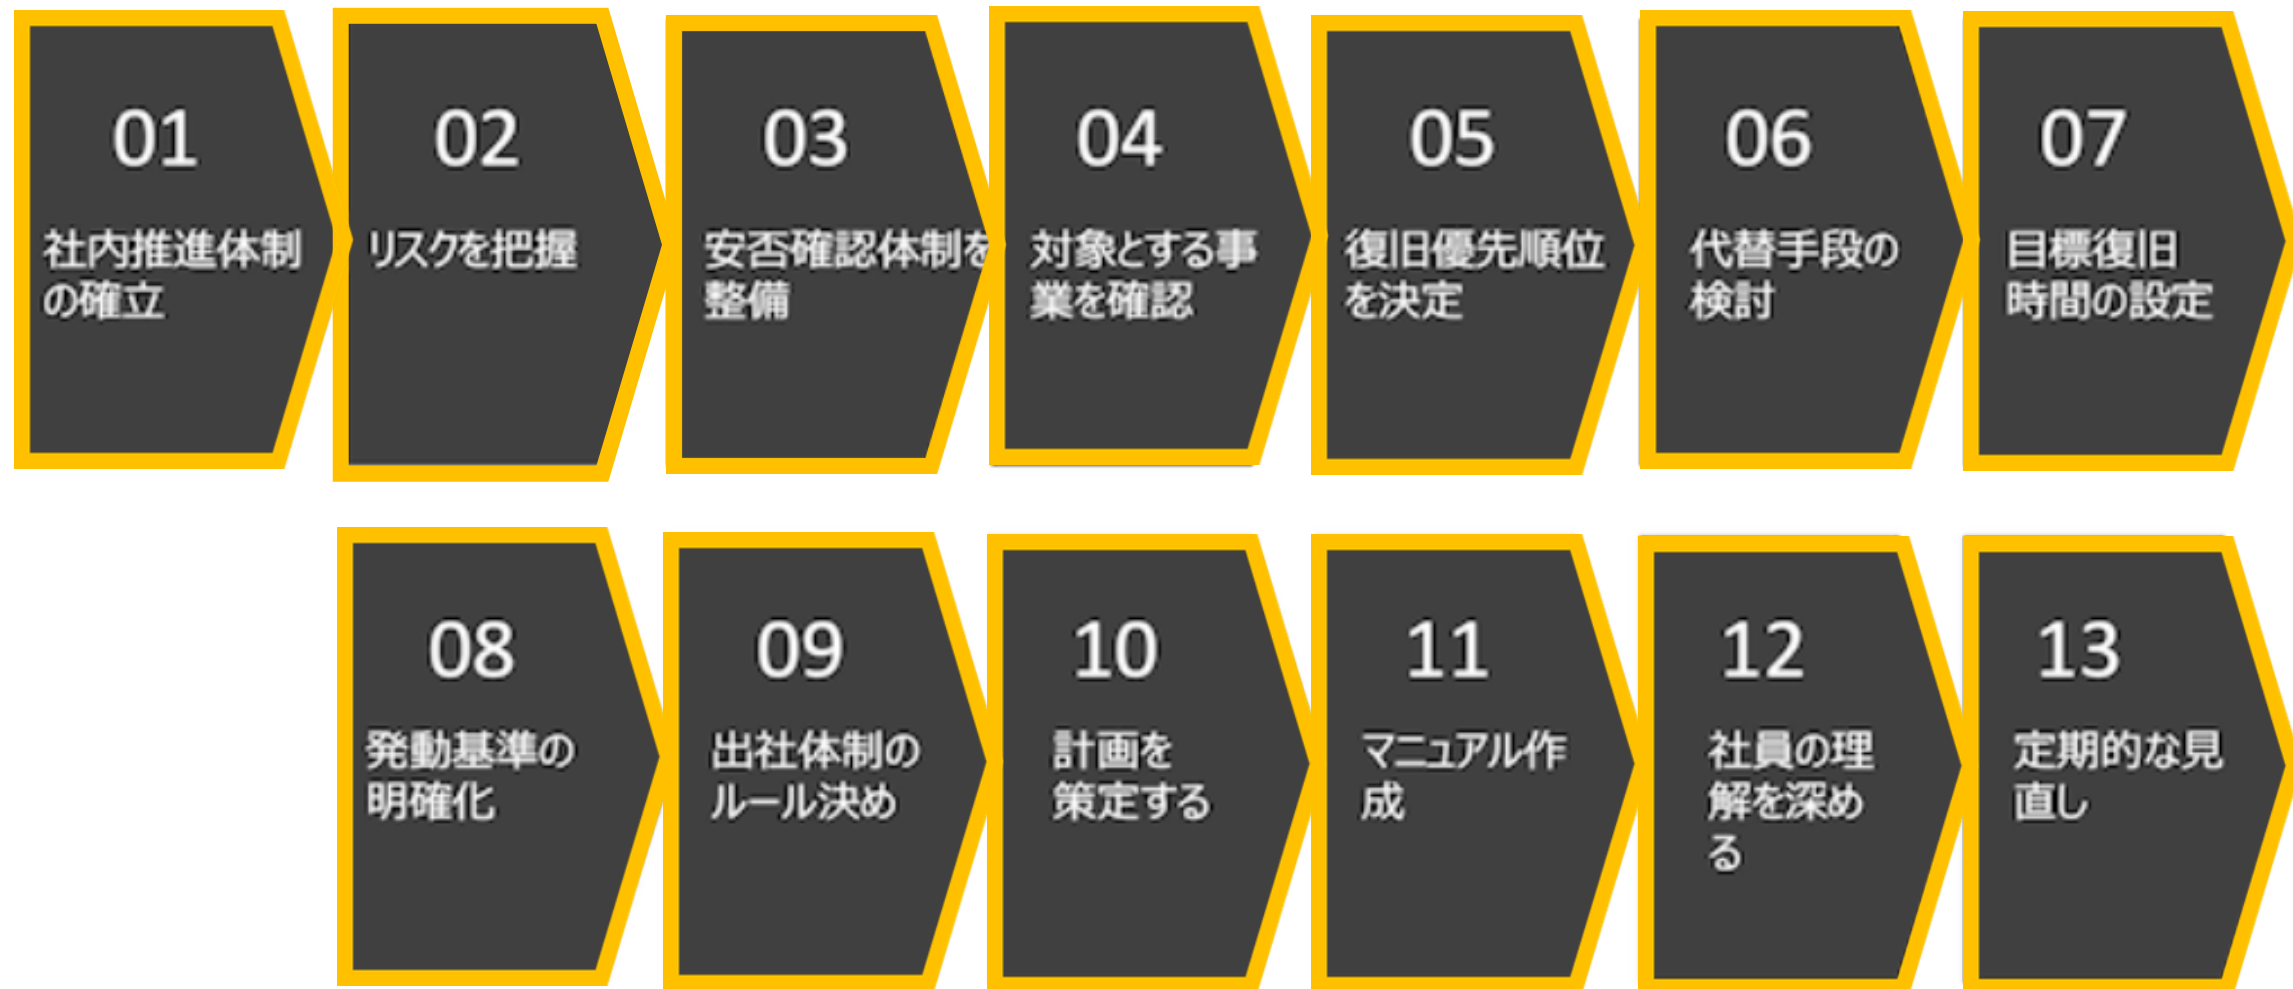 01
社内推進体制
の確立
02
リスクを把握
03
安否確認体制を
整備
04
対象とする事
業を確認
05
復旧優先順位
を決定
06
代替手段の
検討
07
目標復旧
時間の設定
08
発動基準の
明確化
09
出社体制の
ルール決め
10
計画を
策定する
11
マニュアル作
成
12
社員の理
解を深め
る
13
定期的な見
直し